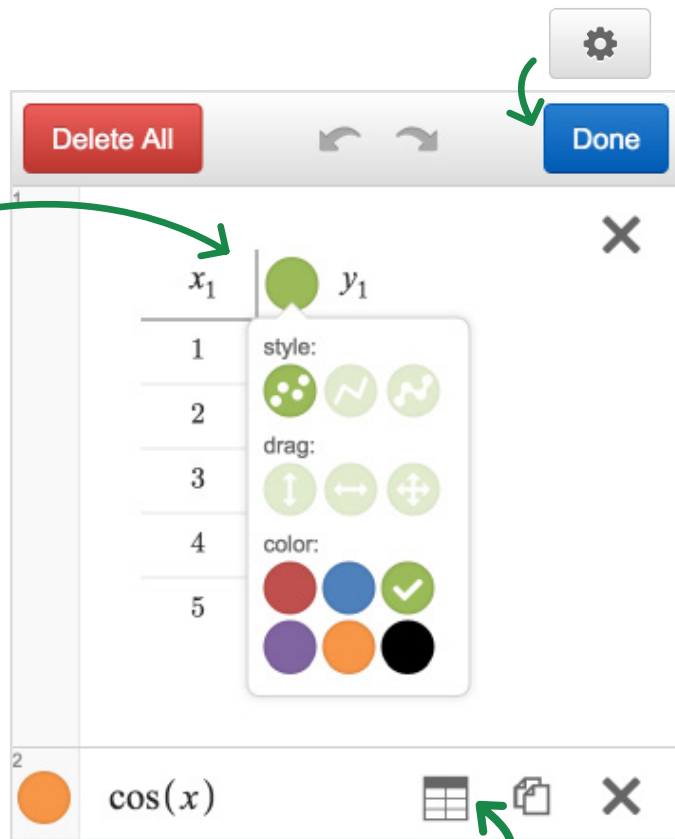 Delete All Done
1
x₁ y₁
1
style:
2
drag:
3
4
color:
5
2
cos(x)